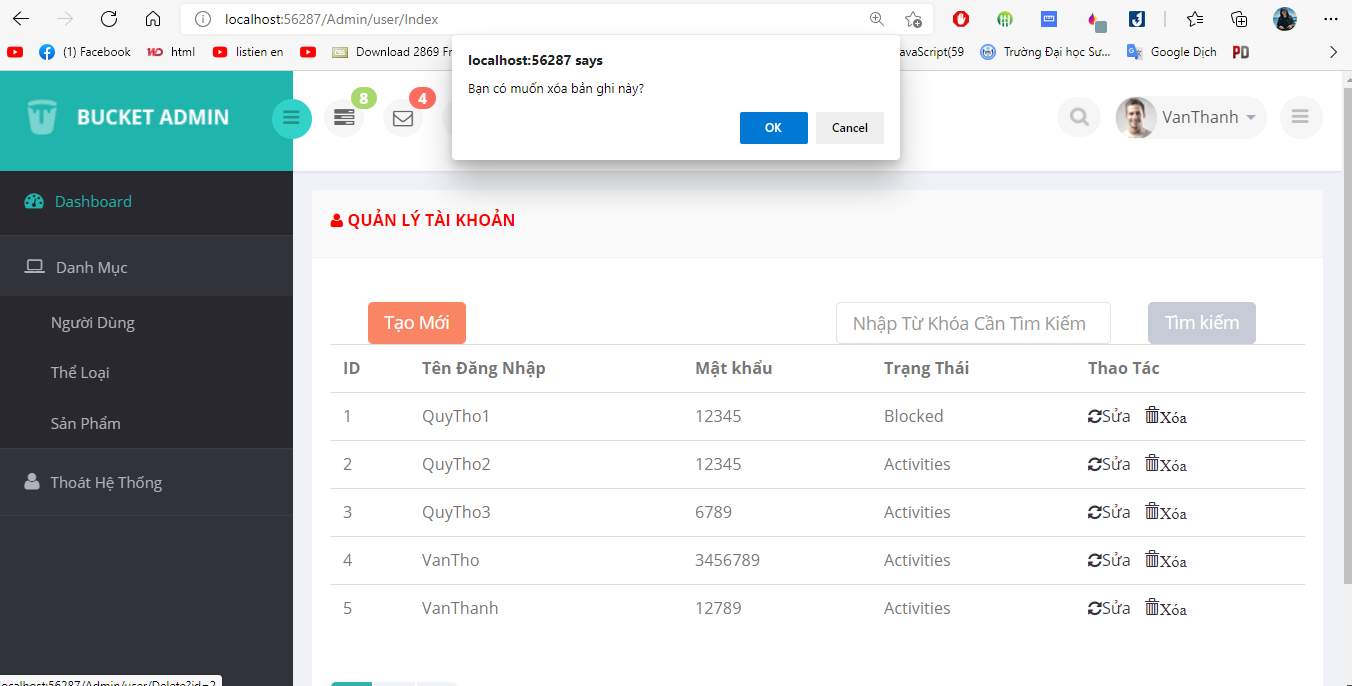 localhost:56287/Admin/user/Index
(1) Facebook
html
listien en
Download 2869 Fr
avaScript(59
Trường Đại học Sư...
Google Dịch
PD
localhost:56287 says
Bạn có muốn xóa bản ghi này?
OK
Cancel
BUCKET ADMIN
8
4
VanThanh
Dashboard
Danh Mục
Người Dùng
Thể Loại
Sản Phẩm
Thoát Hệ Thống
QUẢN LÝ TÀI KHOẢN
Tạo Mới
Nhập Từ Khóa Cần Tìm Kiếm
Tìm kiếm
ID Tên Đăng Nhập Mật khẩu Trạng Thái Thao Tác
1 QuyTho1 12345 Blocked Sửa Xóa
2 QuyTho2 12345 Activities Sửa Xóa
3 QuyTho3 6789 Activities Sửa Xóa
4 VanTho 3456789 Activities Sửa Xóa
5 VanThanh 12789 Activities Sửa Xóa